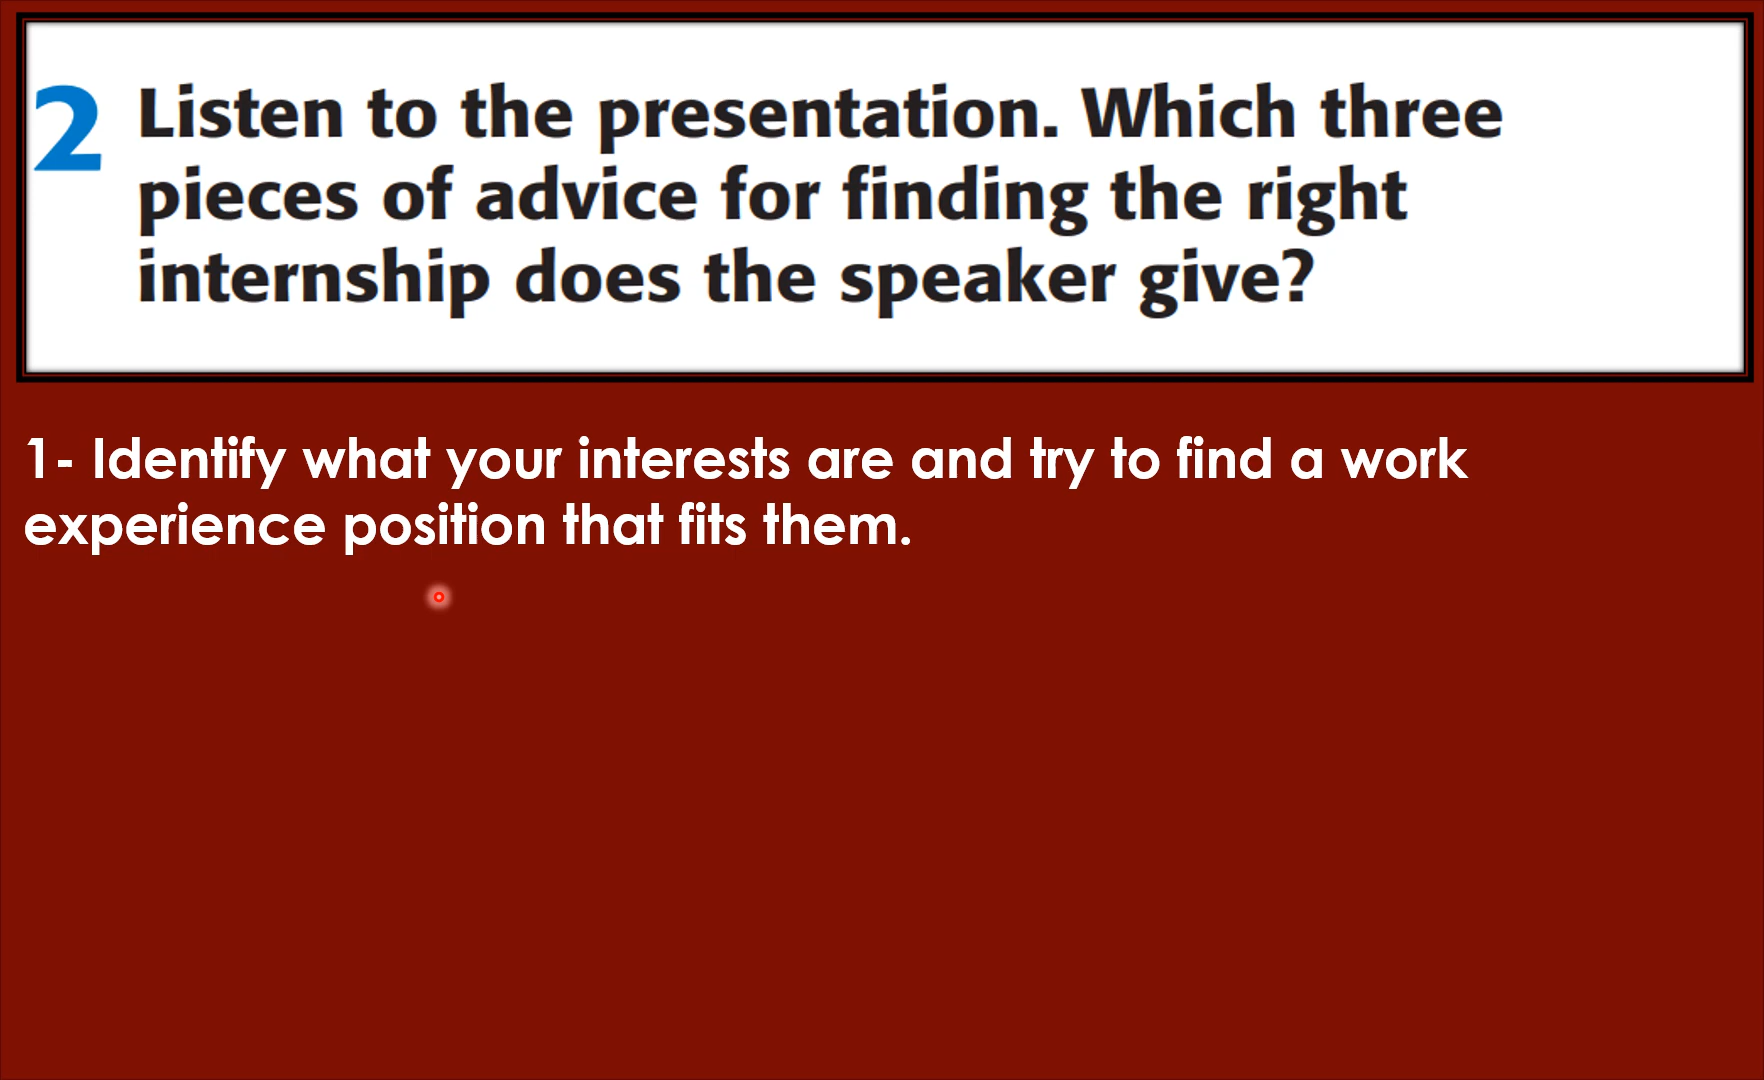 2 Listen to the presentation. Which three
pieces of advice for finding the right
internship does the speaker give?
1- Identify what your interests are and try to find a work
experience position that fits them.